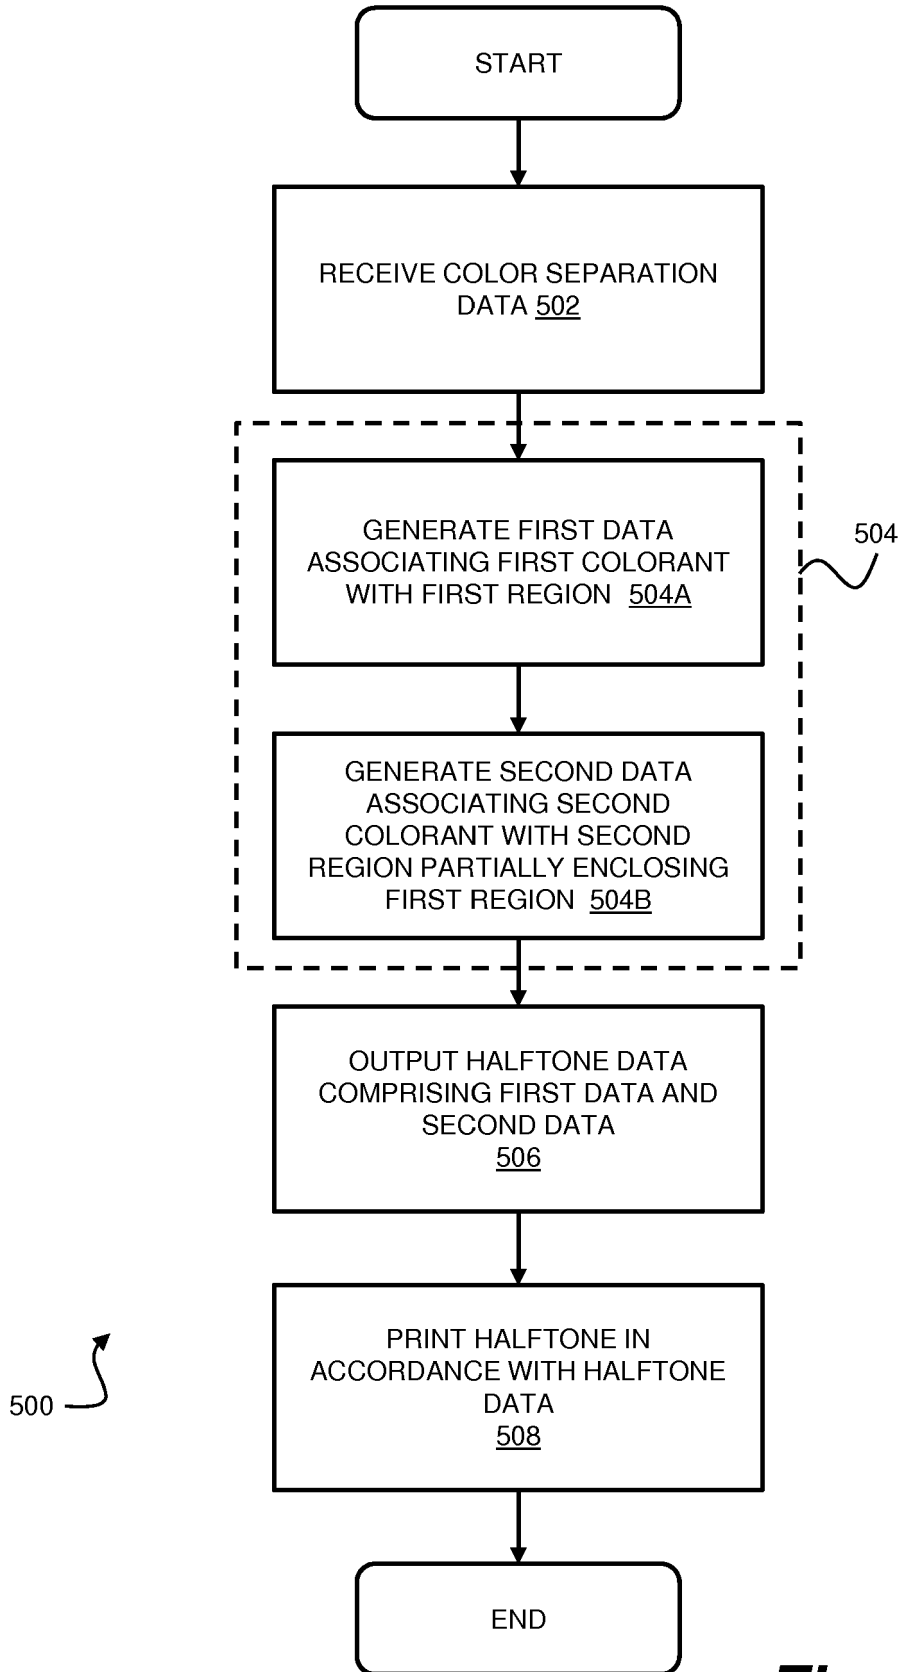 START
RECEIVE COLOR SEPARATION
DATA 502
GENERATE FIRST DATA
ASSOCIATING FIRST COLORANT
WITH FIRST REGION 504A
504
GENERATE SECOND DATA
ASSOCIATING SECOND
COLORANT WITH SECOND
REGION PARTIALLY ENCLOSING
FIRST REGION 504B
OUTPUT HALFTONE DATA
COMPRISING FIRST DATA AND
SECOND DATA
506
PRINT HALFTONE IN
ACCORDANCE WITH HALFTONE
DATA
508
500
END